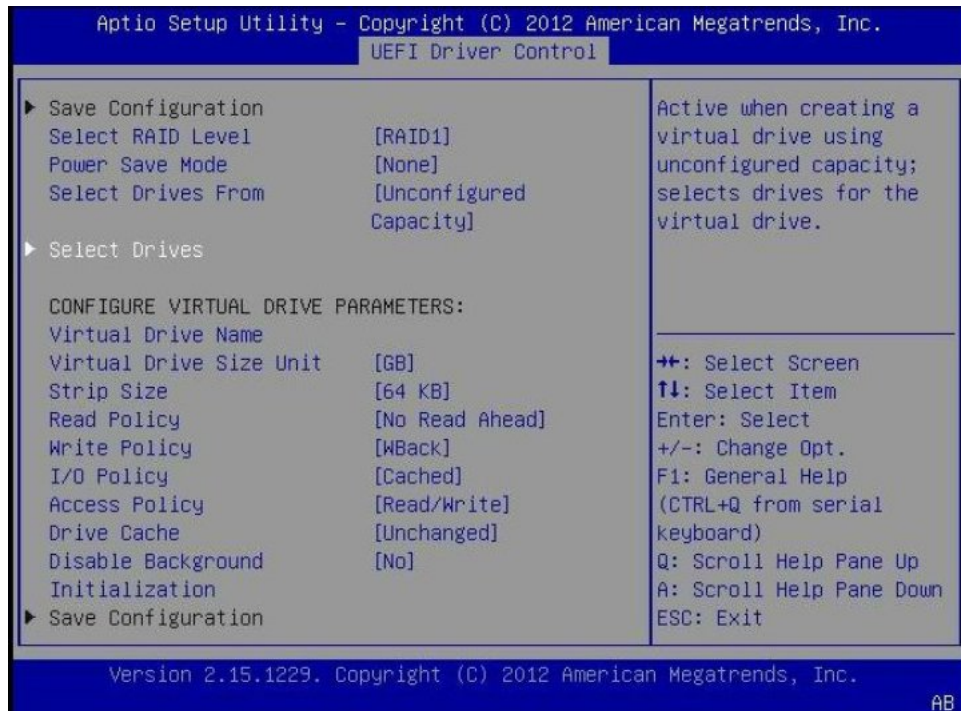 Aptio Setup Utility – Copyright (C) 2012 American Megatrends, Inc.
UEFI Driver Control
▶ Save Configuration
Select RAID Level [RAID1]
Power Save Mode [None]
Select Drives From [Unconfigured
Capacity]
▶ Select Drives
CONFIGURE VIRTUAL DRIVE PARAMETERS:
Virtual Drive Name
Virtual Drive Size Unit [GB]
Strip Size [64 KB]
Read Policy [No Read Ahead]
Write Policy [WBack]
I/O Policy [Cached]
Access Policy [Read/Write]
Drive Cache [Unchanged]
Disable Background [No]
Initialization
▶ Save Configuration
Active when creating a
virtual drive using
unconfigured capacity;
selects drives for the
virtual drive.
→←: Select Screen
↑↓: Select Item
Enter: Select
+/-: Change Opt.
F1: General Help
(CTRL+Q from serial
keyboard)
Q: Scroll Help Pane Up
A: Scroll Help Pane Down
ESC: Exit
Version 2.15.1229. Copyright (C) 2012 American Megatrends, Inc.
AB